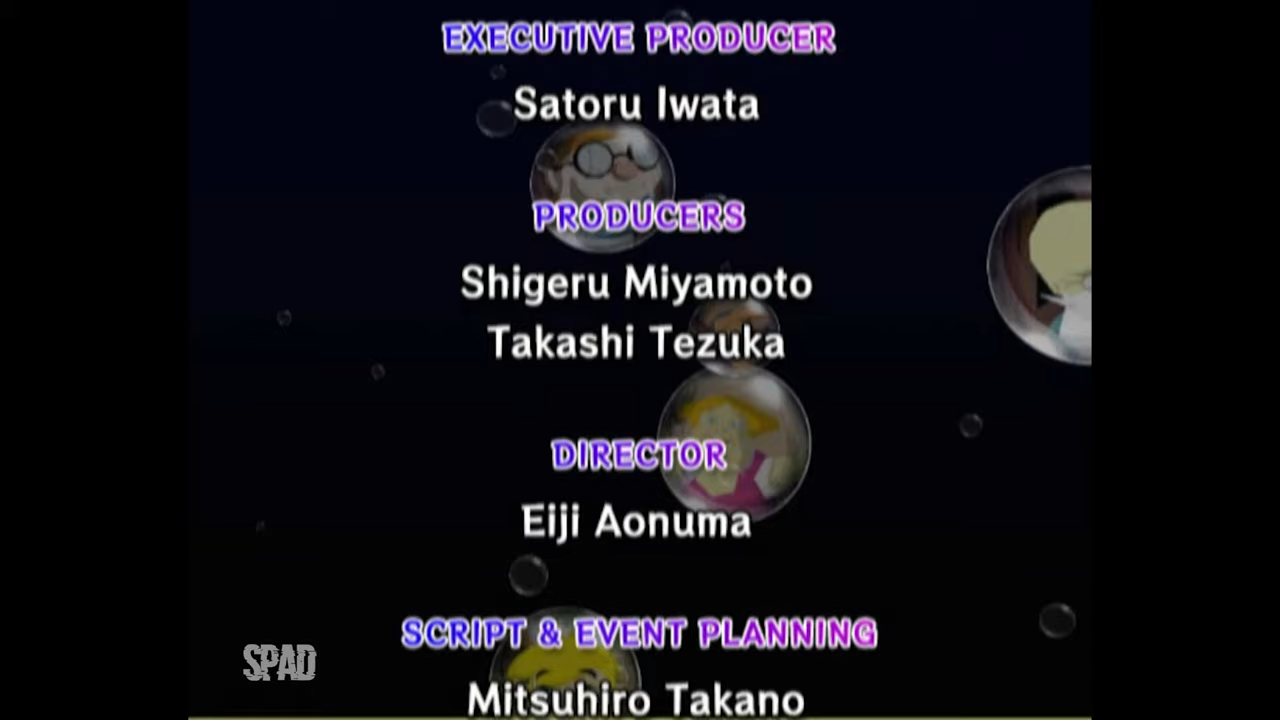 EXECUTIVE PRODUCER
Satoru Iwata
PRODUCERS
Shigeru Miyamoto
Takashi Tezuka
DIRECTOR
Eiji Aonuma
SCRIPT & EVENT PLANNING
SPAD
Mitsuhiro Takano